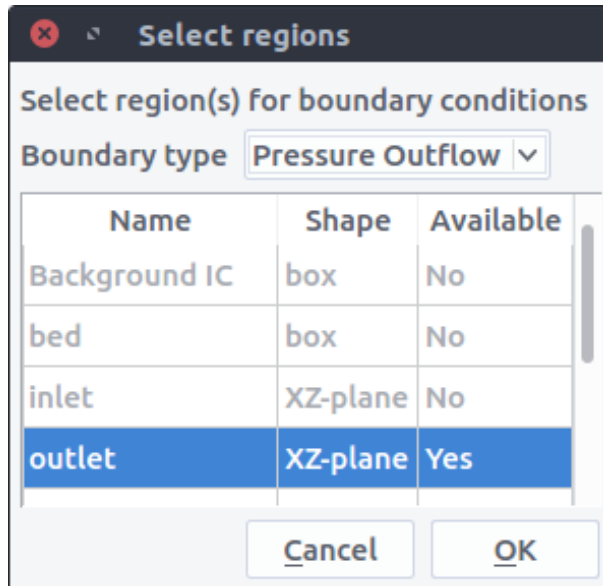 Select regions
Select region(s) for boundary conditions
Boundary type Pressure Outflow
Name Shape Available
Background IC box No
bed box No
inlet XZ-plane No
outlet XZ-plane Yes
Cancel OK